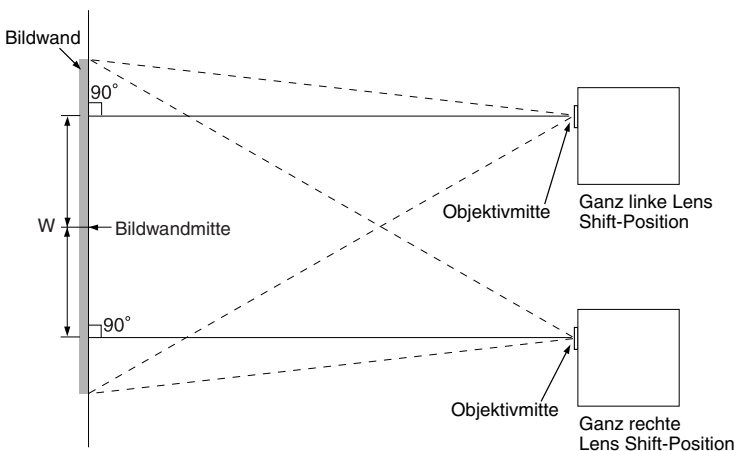 Bildwand
90°
Objektivmitte
Ganz linke Lens
Shift-Position
W
Bildwandmitte
90°
Objektivmitte
Ganz rechte
Lens Shift-Position